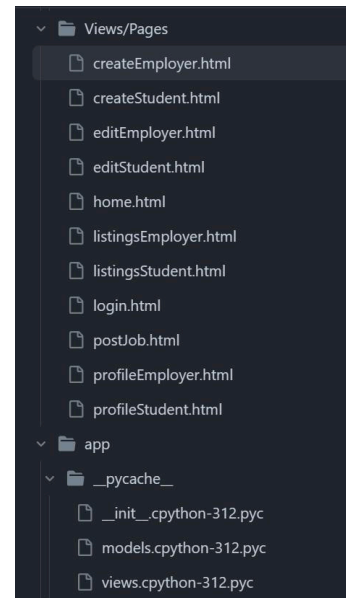 Views/Pages
createEmployer.html
createStudent.html
editEmployer.html
editStudent.html
home.html
listingsEmployer.html
listingsStudent.html
login.html
postJob.html
profileEmployer.html
profileStudent.html
app
__pycache__
__init__.cpython-312.pyc
models.cpython-312.pyc
views.cpython-312.pyc